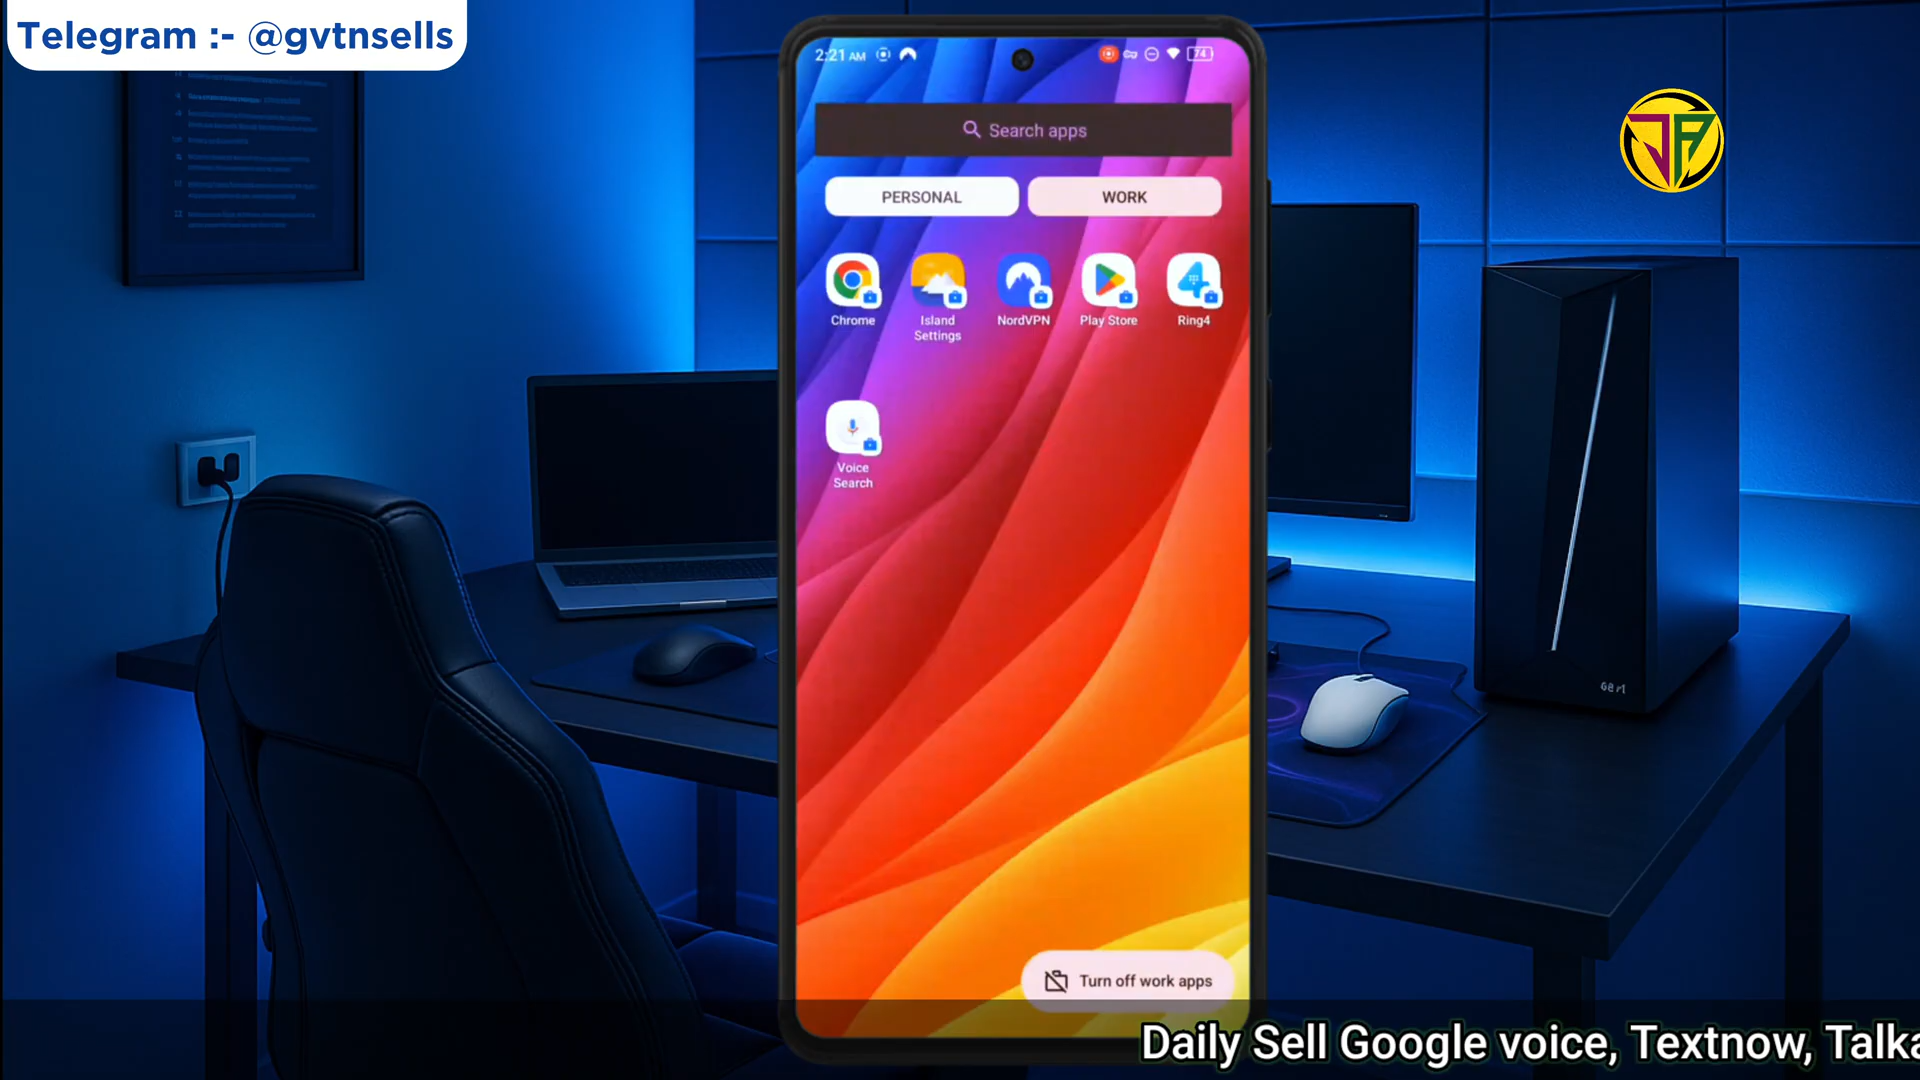 Telegram :- @gvtnsells
2:21 AM
74
Search apps
PERSONAL
WORK
Chrome
Island
Settings
NordVPN
Play Store
Ring4
Voice
Search
Turn off work apps
Daily Sell Google voice, Textnow, Talka